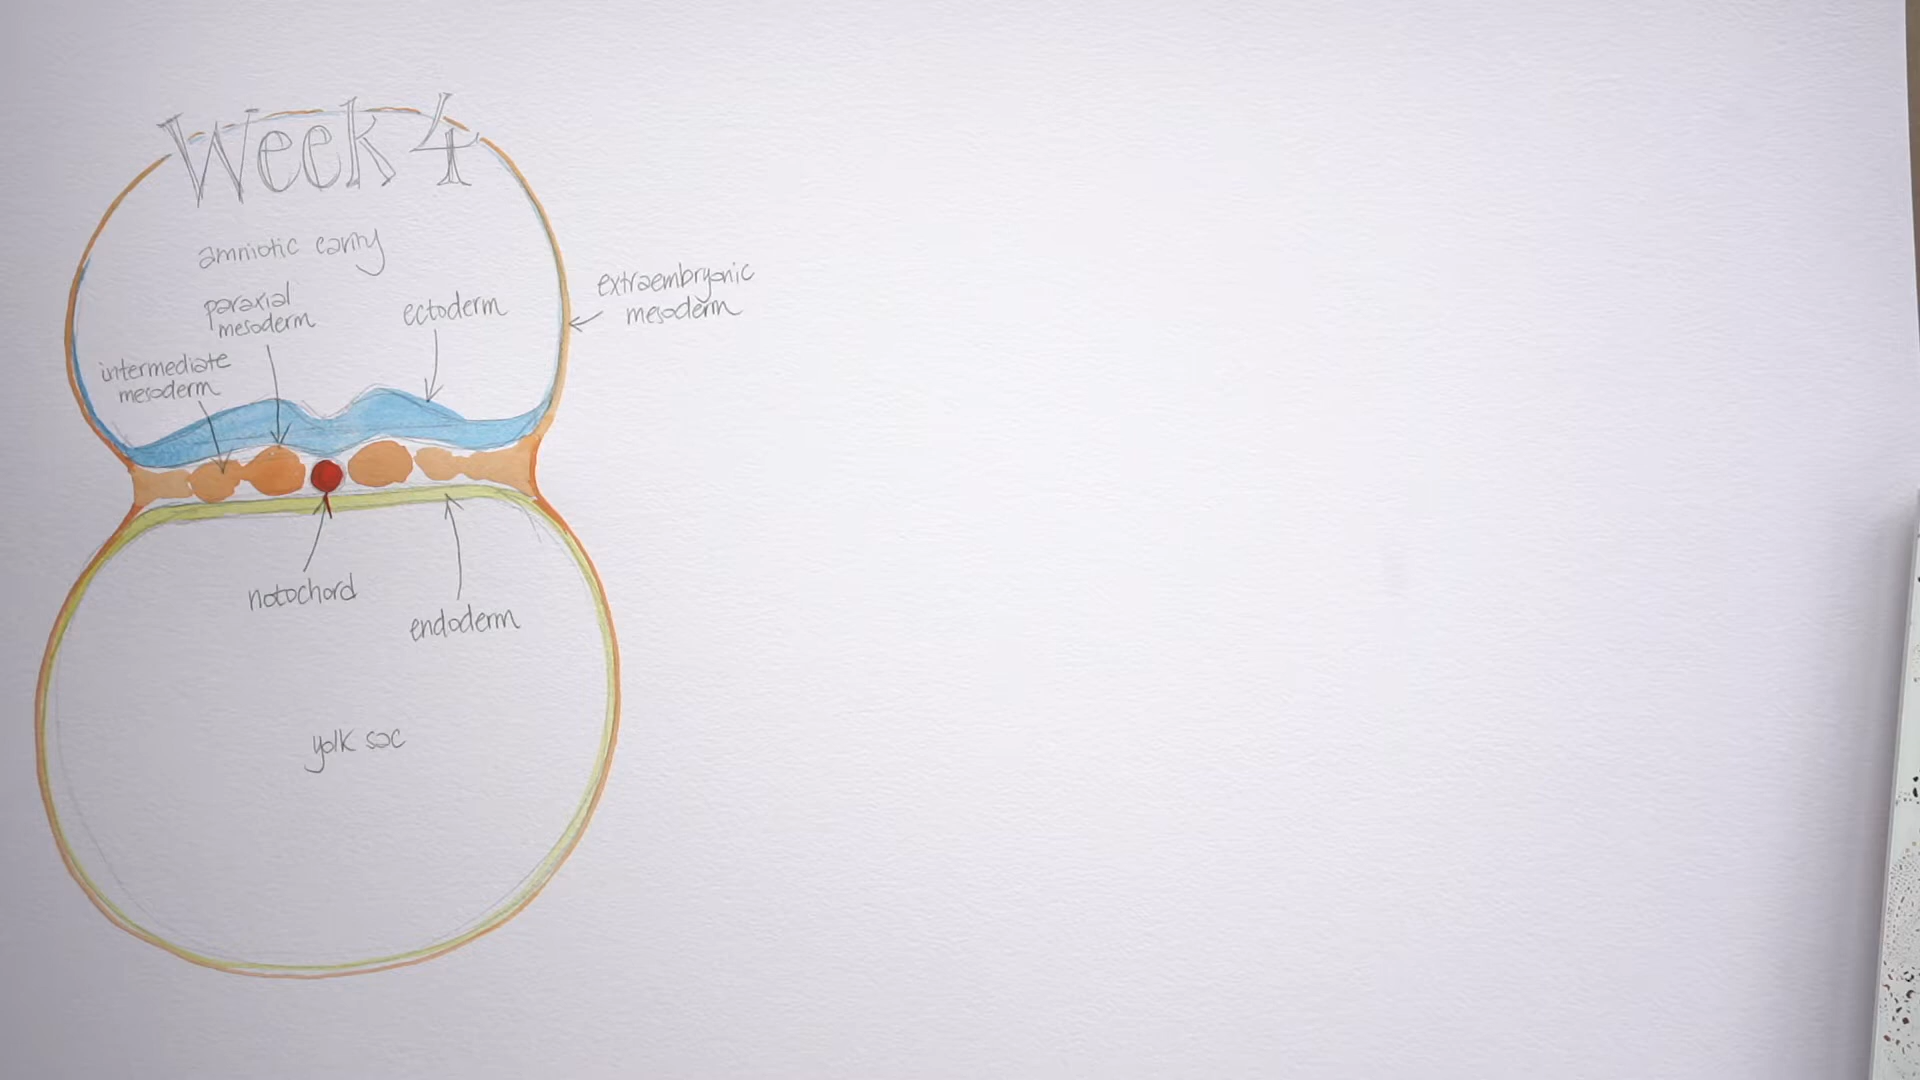 Week 4
amniotic cavity
paraxial
mesoderm
ectoderm
extraembryonic
mesoderm
intermediate
mesoderm
notochord
endoderm
yolk sac